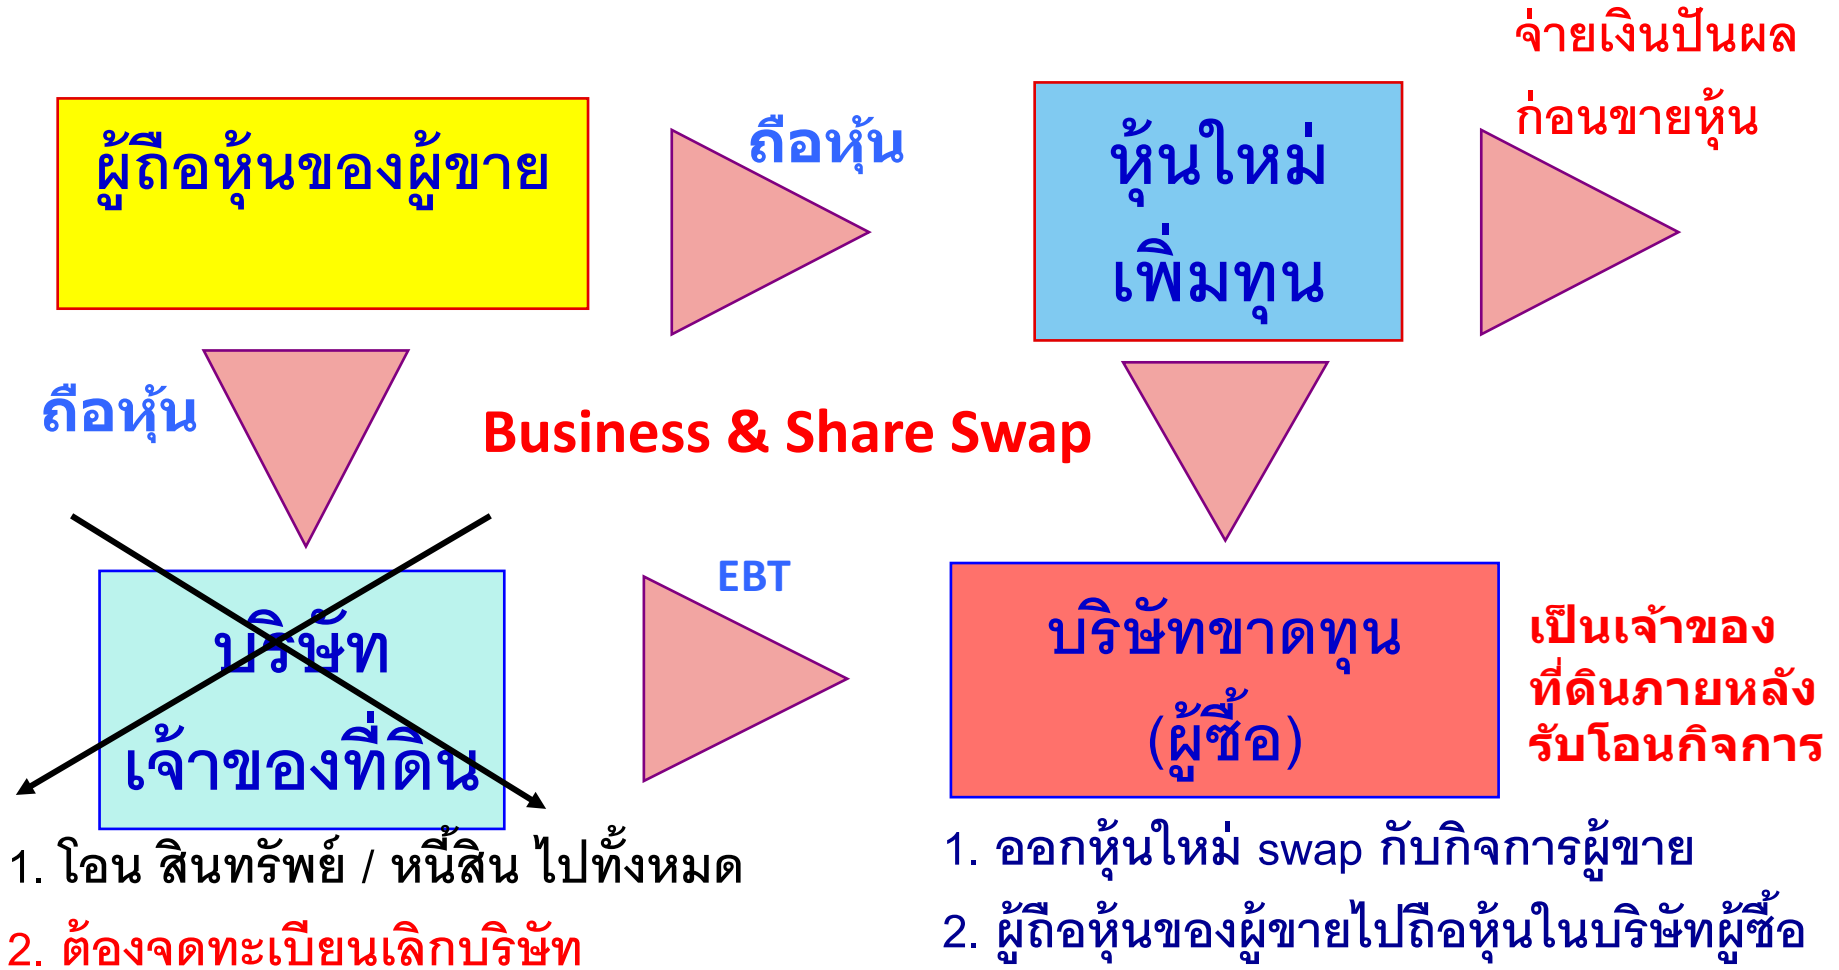 จ่ายเงินปันผล
ก่อนขายหุ้น
ผู้ถือหุ้นของผู้ขาย
ถือหุ้น
หุ้นใหม่
เพิ่มทุน
ถือหุ้น
Business & Share Swap
EBT
บริษัท
เจ้าของที่ดิน
บริษัทขาดทุน
(ผู้ซื้อ)
เป็นเจ้าของ
ที่ดินภายหลัง
รับโอนกิจการ
1. โอน สินทรัพย์ / หนี้สิน ไปทั้งหมด
2. ต้องจดทะเบียนเลิกบริษัท
1. ออกหุ้นใหม่ swap กับกิจการผู้ขาย
2. ผู้ถือหุ้นของผู้ขายไปถือหุ้นในบริษัทผู้ซื้อ